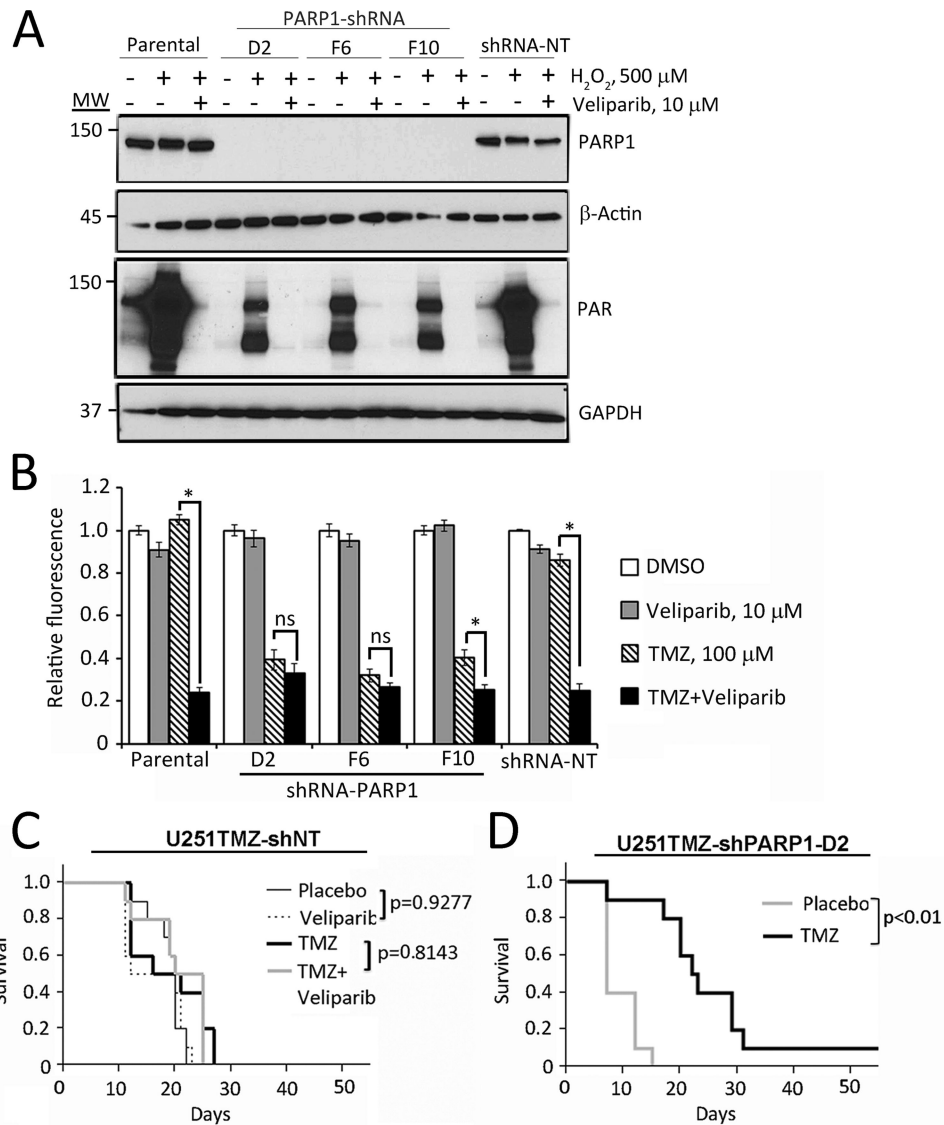 A
PARP1-shRNA
Parental D2 F6 F10 shRNA-NT
- + + - + + - + + - + + - + + H₂O₂, 500 µM
MW - - + - - + - - + - - + - - + Veliparib, 10 µM
150 PARP1
45 β-Actin
150 PAR
37 GAPDH
B
Relative fluorescence
1.2
1.0
0.8
0.6
0.4
0.2
0
* ns ns * *
DMSO
Veliparib, 10 µM
TMZ, 100 µM
TMZ+Veliparib
Parental D2 F6 F10 shRNA-NT
shRNA-PARP1
C
U251TMZ-shNT
Survival
1.0
0.8
0.6
0.4
0.2
0
Placebo
Veliparib
p=0.9277
TMZ
TMZ+
Veliparib
p=0.8143
0 10 20 30 40 50
Days
D
U251TMZ-shPARP1-D2
Survival
1.0
0.8
0.6
0.4
0.2
0
Placebo
TMZ
p<0.01
0 10 20 30 40 50
Days